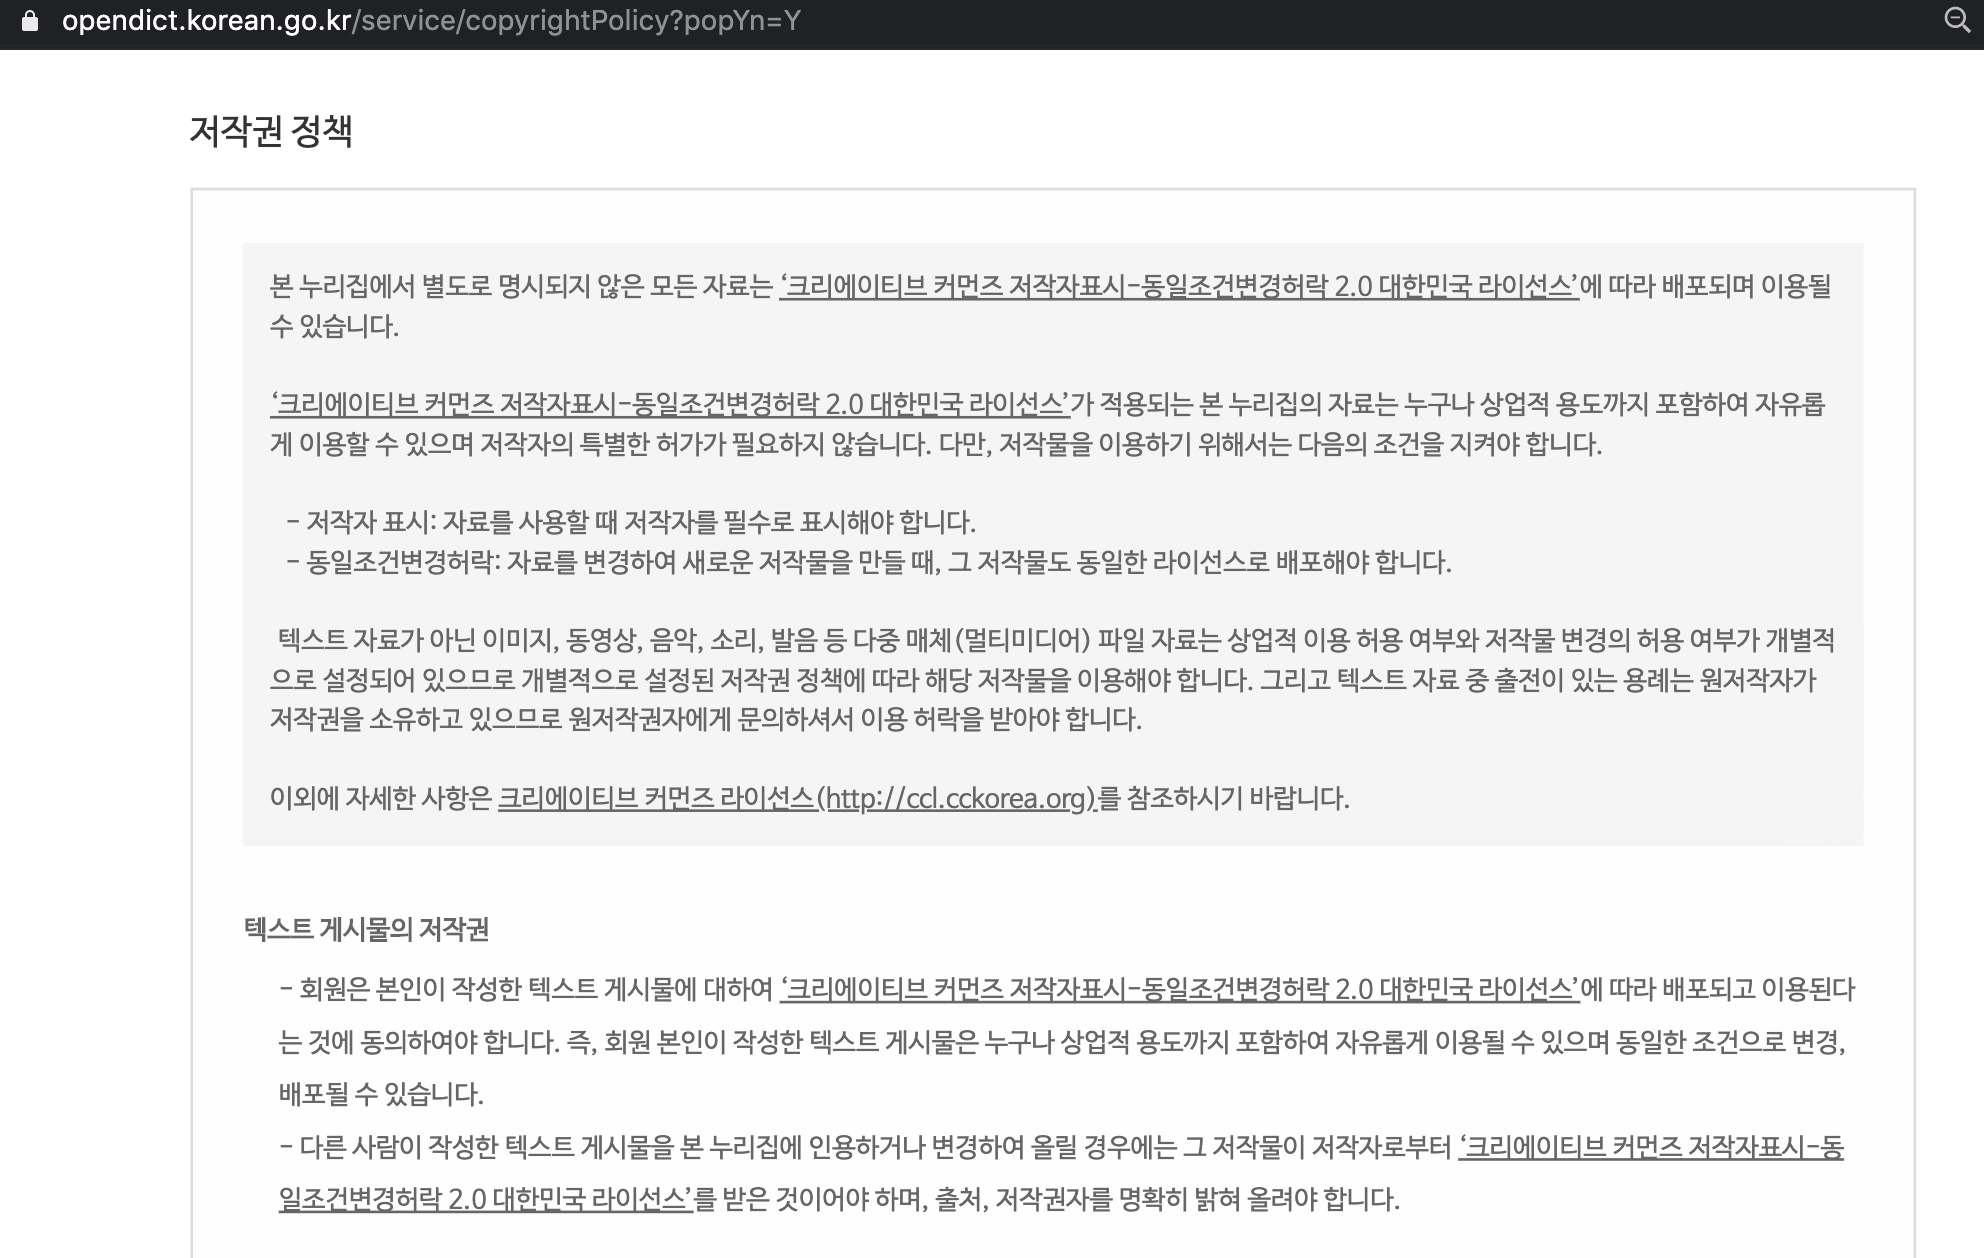 opendict.korean.go.kr/service/copyrightPolicy?popYn=Y
저작권 정책
본 누리집에서 별도로 명시되지 않은 모든 자료는 ‘크리에이티브 커먼즈 저작자표시-동일조건변경허락 2.0 대한민국 라이선스’에 따라 배포되며 이용될
수 있습니다.
‘크리에이티브 커먼즈 저작자표시-동일조건변경허락 2.0 대한민국 라이선스’가 적용되는 본 누리집의 자료는 누구나 상업적 용도까지 포함하여 자유롭
게 이용할 수 있으며 저작자의 특별한 허가가 필요하지 않습니다. 다만, 저작물을 이용하기 위해서는 다음의 조건을 지켜야 합니다.
- 저작자 표시: 자료를 사용할 때 저작자를 필수로 표시해야 합니다.
- 동일조건변경허락: 자료를 변경하여 새로운 저작물을 만들 때, 그 저작물도 동일한 라이선스로 배포해야 합니다.
텍스트 자료가 아닌 이미지, 동영상, 음악, 소리, 발음 등 다중 매체(멀티미디어) 파일 자료는 상업적 이용 허용 여부와 저작물 변경의 허용 여부가 개별적
으로 설정되어 있으므로 개별적으로 설정된 저작권 정책에 따라 해당 저작물을 이용해야 합니다. 그리고 텍스트 자료 중 출전이 있는 용례는 원저작자가
저작권을 소유하고 있으므로 원저작권자에게 문의하셔서 이용 허락을 받아야 합니다.
이외에 자세한 사항은 크리에이티브 커먼즈 라이선스(http://ccl.cckorea.org)를 참조하시기 바랍니다.
텍스트 게시물의 저작권
- 회원은 본인이 작성한 텍스트 게시물에 대하여 ‘크리에이티브 커먼즈 저작자표시-동일조건변경허락 2.0 대한민국 라이선스’에 따라 배포되고 이용된다
는 것에 동의하여야 합니다. 즉, 회원 본인이 작성한 텍스트 게시물은 누구나 상업적 용도까지 포함하여 자유롭게 이용될 수 있으며 동일한 조건으로 변경,
배포될 수 있습니다.
- 다른 사람이 작성한 텍스트 게시물을 본 누리집에 인용하거나 변경하여 올릴 경우에는 그 저작물이 저작자로부터 ‘크리에이티브 커먼즈 저작자표시-동
일조건변경허락 2.0 대한민국 라이선스’를 받은 것이어야 하며, 출처, 저작권자를 명확히 밝혀 올려야 합니다.